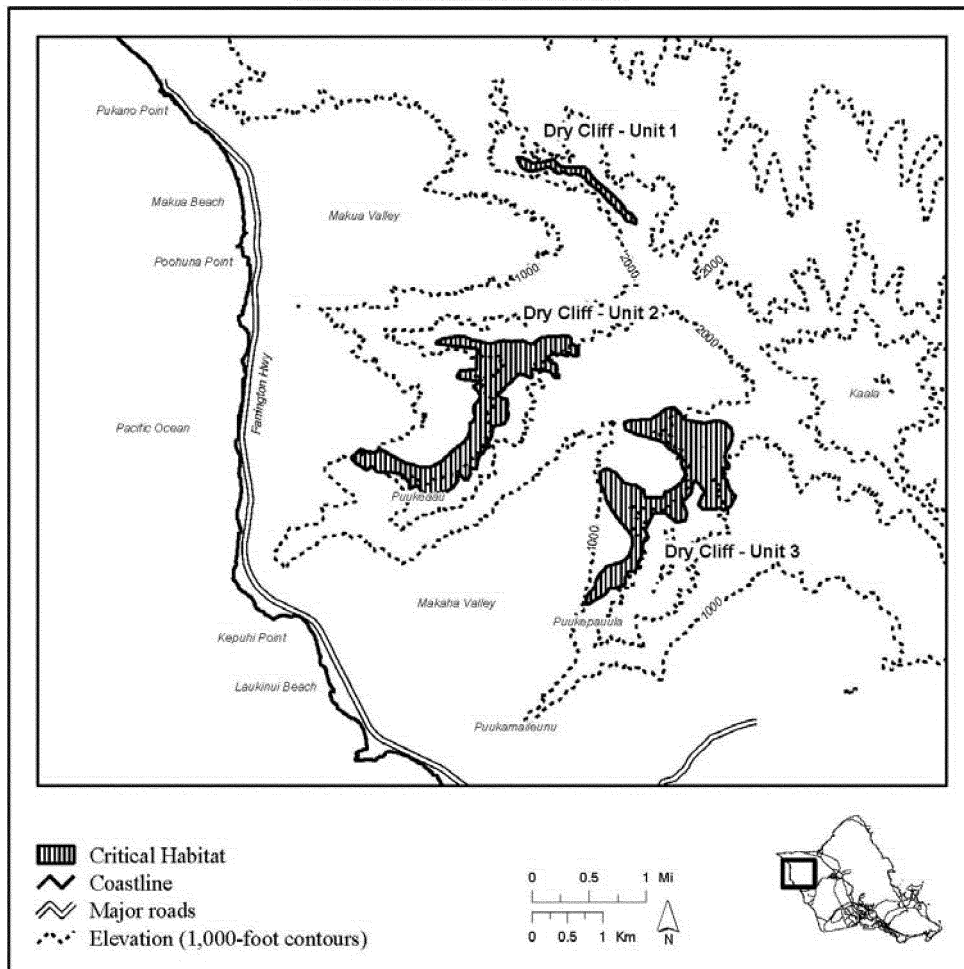 Pukano Point
Dry Cliff - Unit 1
Makua Beach
Makua Valley
Poohuna Point
1000
2000
2000
Dry Cliff - Unit 2
2000
Farrington Hwy
Kaala
Pacific Ocean
Puukeaau
1000
Dry Cliff - Unit 3
Makaha Valley
1000
Puukepauula
Kepuhi Point
Laukinui Beach
Puukamaileunu
Critical Habitat
Coastline
Major roads
Elevation (1,000-foot contours)
0 0.5 1 Mi
0 0.5 1 Km
N